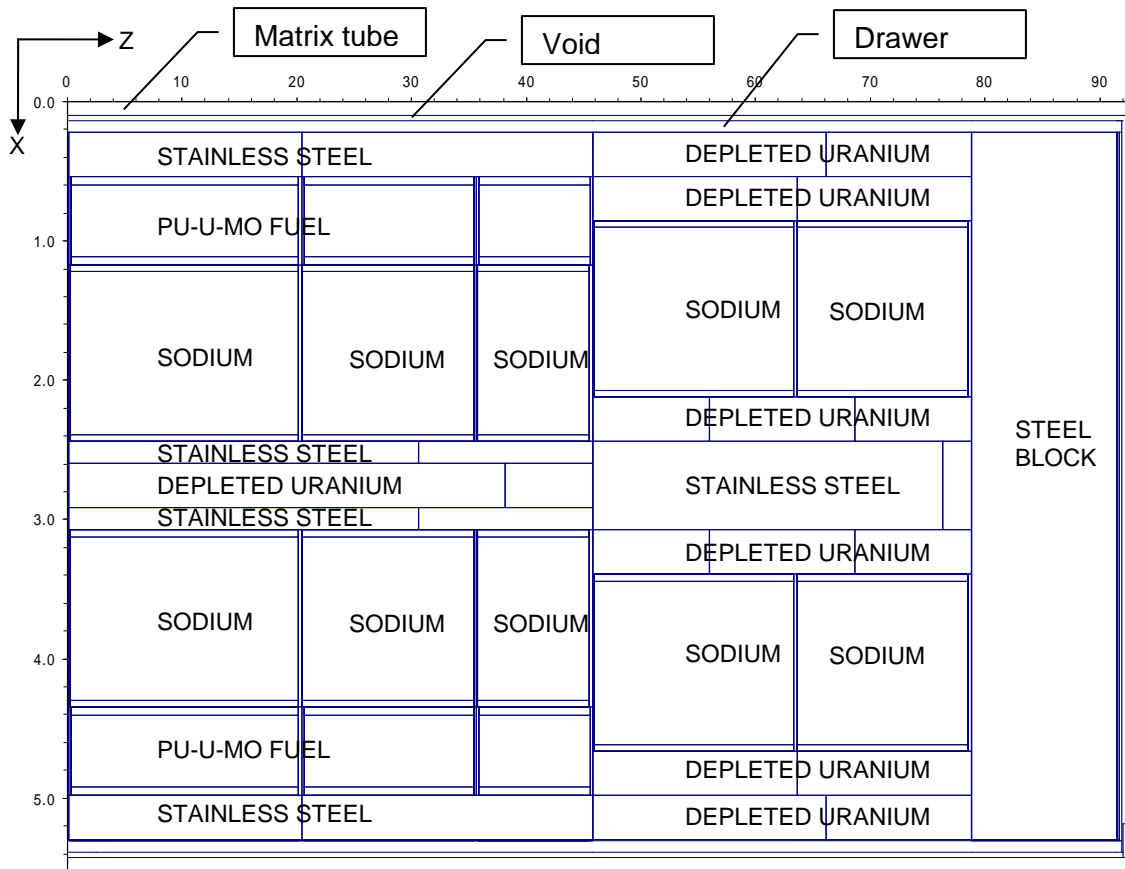 Matrix tube
Void
Drawer
Z
X
0 10 20 30 40 50 60 70 80 90
0.0
STAINLESS STEEL
DEPLETED URANIUM
DEPLETED URANIUM
PU-U-MO FUEL
1.0
SODIUM SODIUM
SODIUM SODIUM SODIUM
2.0
DEPLETED URANIUM
STEEL
BLOCK
STAINLESS STEEL
DEPLETED URANIUM
STAINLESS STEEL
STAINLESS STEEL
3.0
DEPLETED URANIUM
SODIUM SODIUM SODIUM
SODIUM SODIUM
4.0
PU-U-MO FUEL
DEPLETED URANIUM
5.0
STAINLESS STEEL
DEPLETED URANIUM